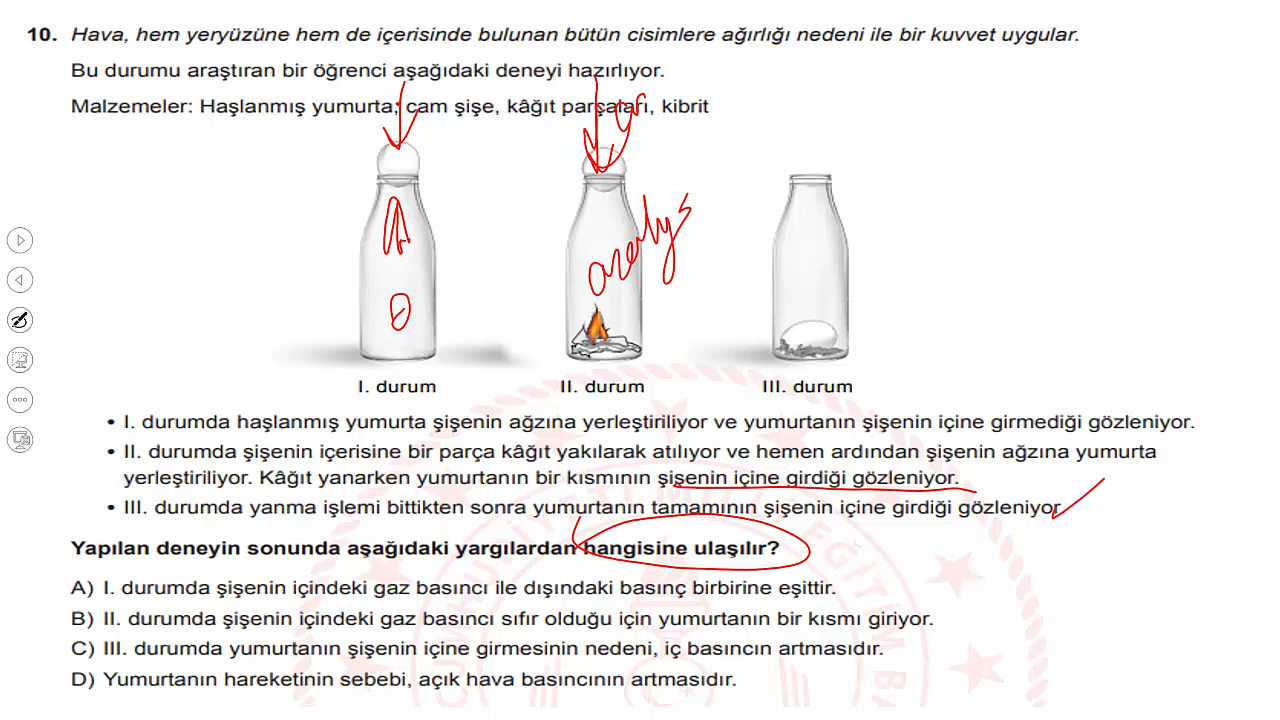 10. Hava, hem yeryüzüne hem de içerisinde bulunan bütün cisimlere ağırlığı nedeni ile bir kuvvet uygular.
Bu durumu araştıran bir öğrenci aşağıdaki deneyi hazırlıyor.
Malzemeler: Haşlanmış yumurta, cam şişe, kâğıt parçaları, kibrit
I. durum
II. durum
III. durum
• I. durumda haşlanmış yumurta şişenin ağzına yerleştiriliyor ve yumurtanın şişenin içine girmediği gözleniyor.
• II. durumda şişenin içerisine bir parça kâğıt yakılarak atılıyor ve hemen ardından şişenin ağzına yumurta
yerleştiriliyor. Kâğıt yanarken yumurtanın bir kısmının şişenin içine girdiği gözleniyor.
• III. durumda yanma işlemi bittikten sonra yumurtanın tamamının şişenin içine girdiği gözleniyor.
Yapılan deneyin sonunda aşağıdaki yargılardan hangisine ulaşılır?
A) I. durumda şişenin içindeki gaz basıncı ile dışındaki basınç birbirine eşittir.
B) II. durumda şişenin içindeki gaz basıncı sıfır olduğu için yumurtanın bir kısmı giriyor.
C) III. durumda yumurtanın şişenin içine girmesinin nedeni, iç basıncın artmasıdır.
D) Yumurtanın hareketinin sebebi, açık hava basıncının artmasıdır.